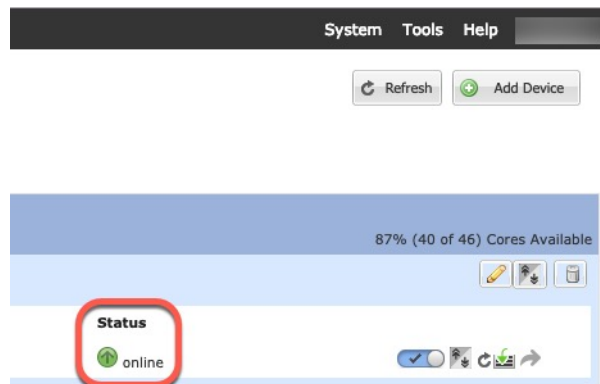 System Tools Help
Refresh Add Device
87% (40 of 46) Cores Available
Status
online